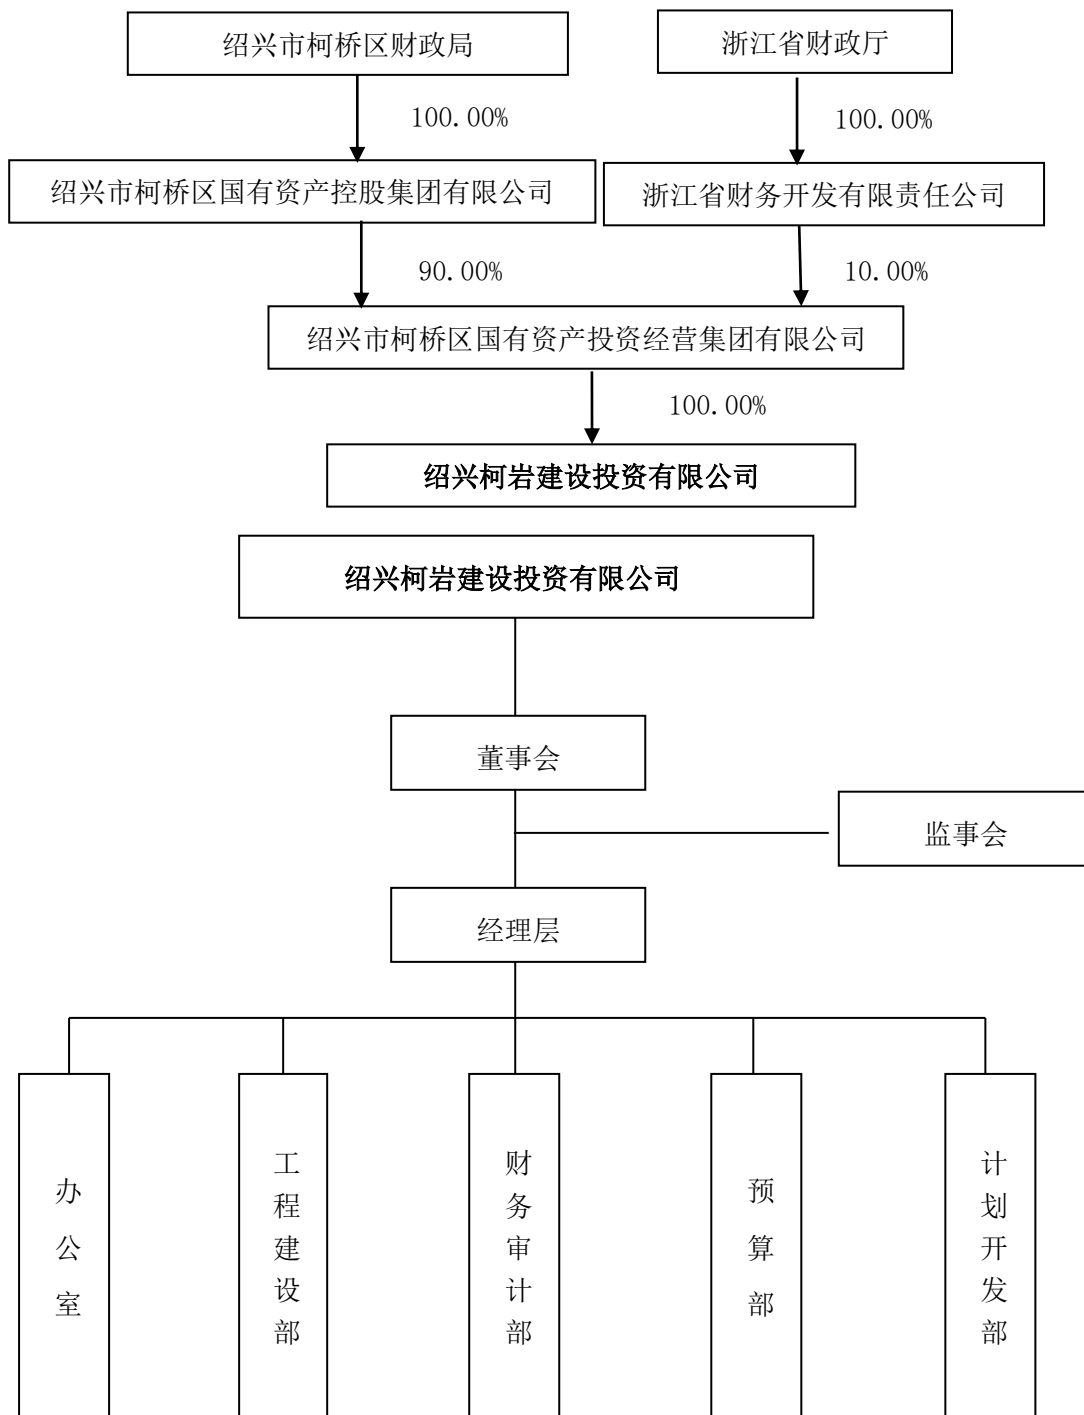 绍兴市柯桥区财政局
浙江省财政厅
100.00%
100.00%
绍兴市柯桥区国有资产控股集团有限公司
浙江省财务开发有限责任公司
90.00%
10.00%
绍兴市柯桥区国有资产投资经营集团有限公司
100.00%
绍兴柯岩建设投资有限公司
绍兴柯岩建设投资有限公司
董事会
监事会
经理层
办公室
工程建设部
财务审计部
预算部
计划开发部